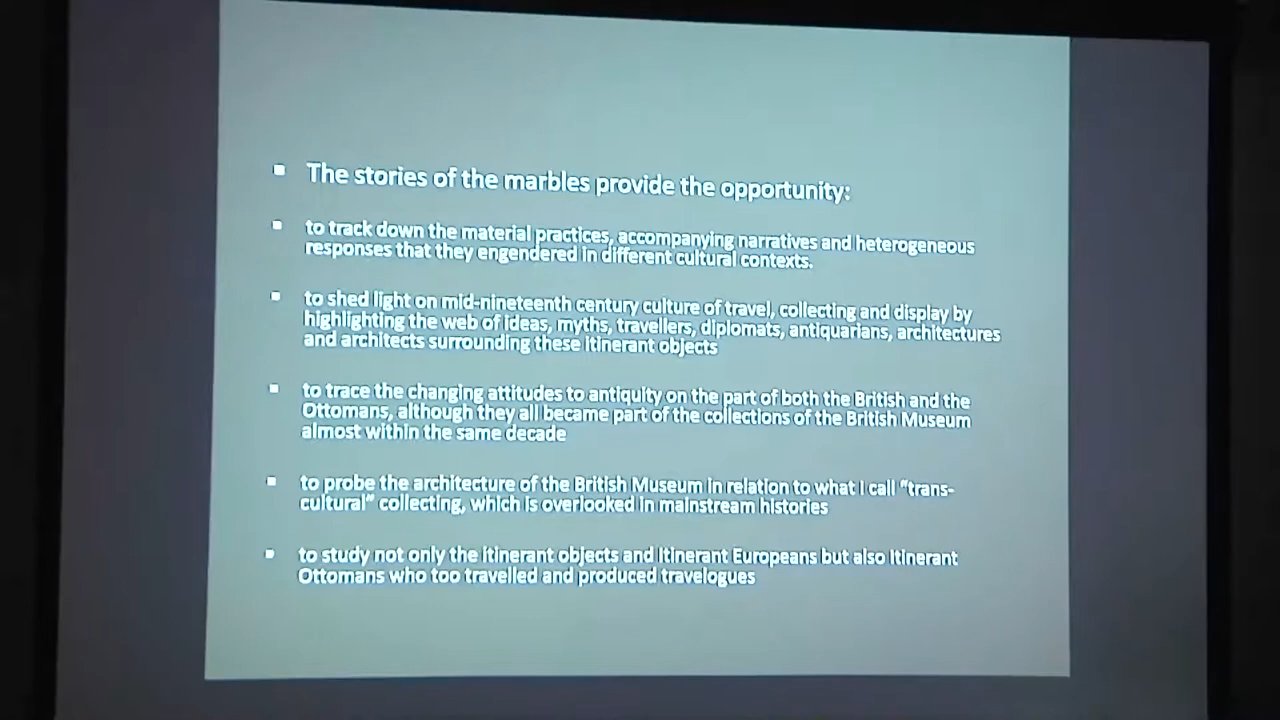 ▪ The stories of the marbles provide the opportunity:
▪ to track down the material practices, accompanying narratives and heterogeneous
responses that they engendered in different cultural contexts.
▪ to shed light on mid-nineteenth century culture of travel, collecting and display by
highlighting the web of ideas, myths, travellers, diplomats, antiquarians, architectures
and architects surrounding these itinerant objects
▪ to trace the changing attitudes to antiquity on the part of both the British and the
Ottomans, although they all became part of the collections of the British Museum
almost within the same decade
▪ to probe the architecture of the British Museum in relation to what I call "trans-
cultural" collecting, which is overlooked in mainstream histories
▪ to study not only the itinerant objects and itinerant Europeans but also itinerant
Ottomans who too travelled and produced travelogues